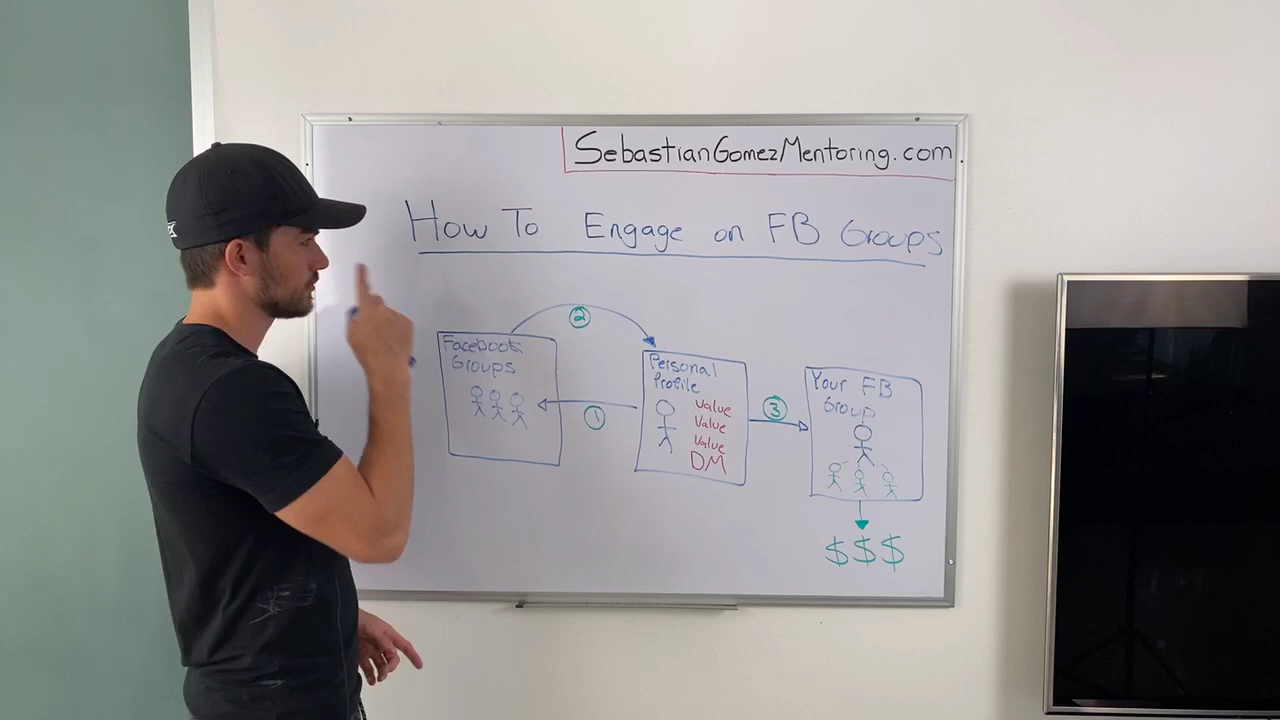 SebastianGomezMentoring.com
How To Engage on FB Groups
2
Facebook
Groups
1
Personal
Profile
Value
Value
Value
DM
3
Your FB
Group
$$$